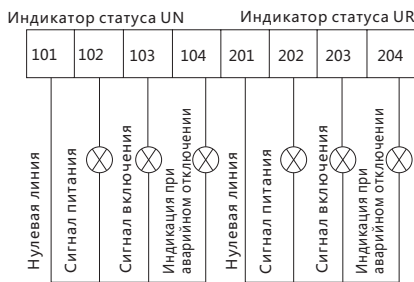 Индикатор статуса UN
Индикатор статуса UR
101 102 103 104 201 202 203 204
Нулевая линия
Сигнал питания
Сигнал включения
Индикация при
аварийном отключении
Нулевая линия
Сигнал питания
Сигнал включения
Индикация при
аварийном отключении